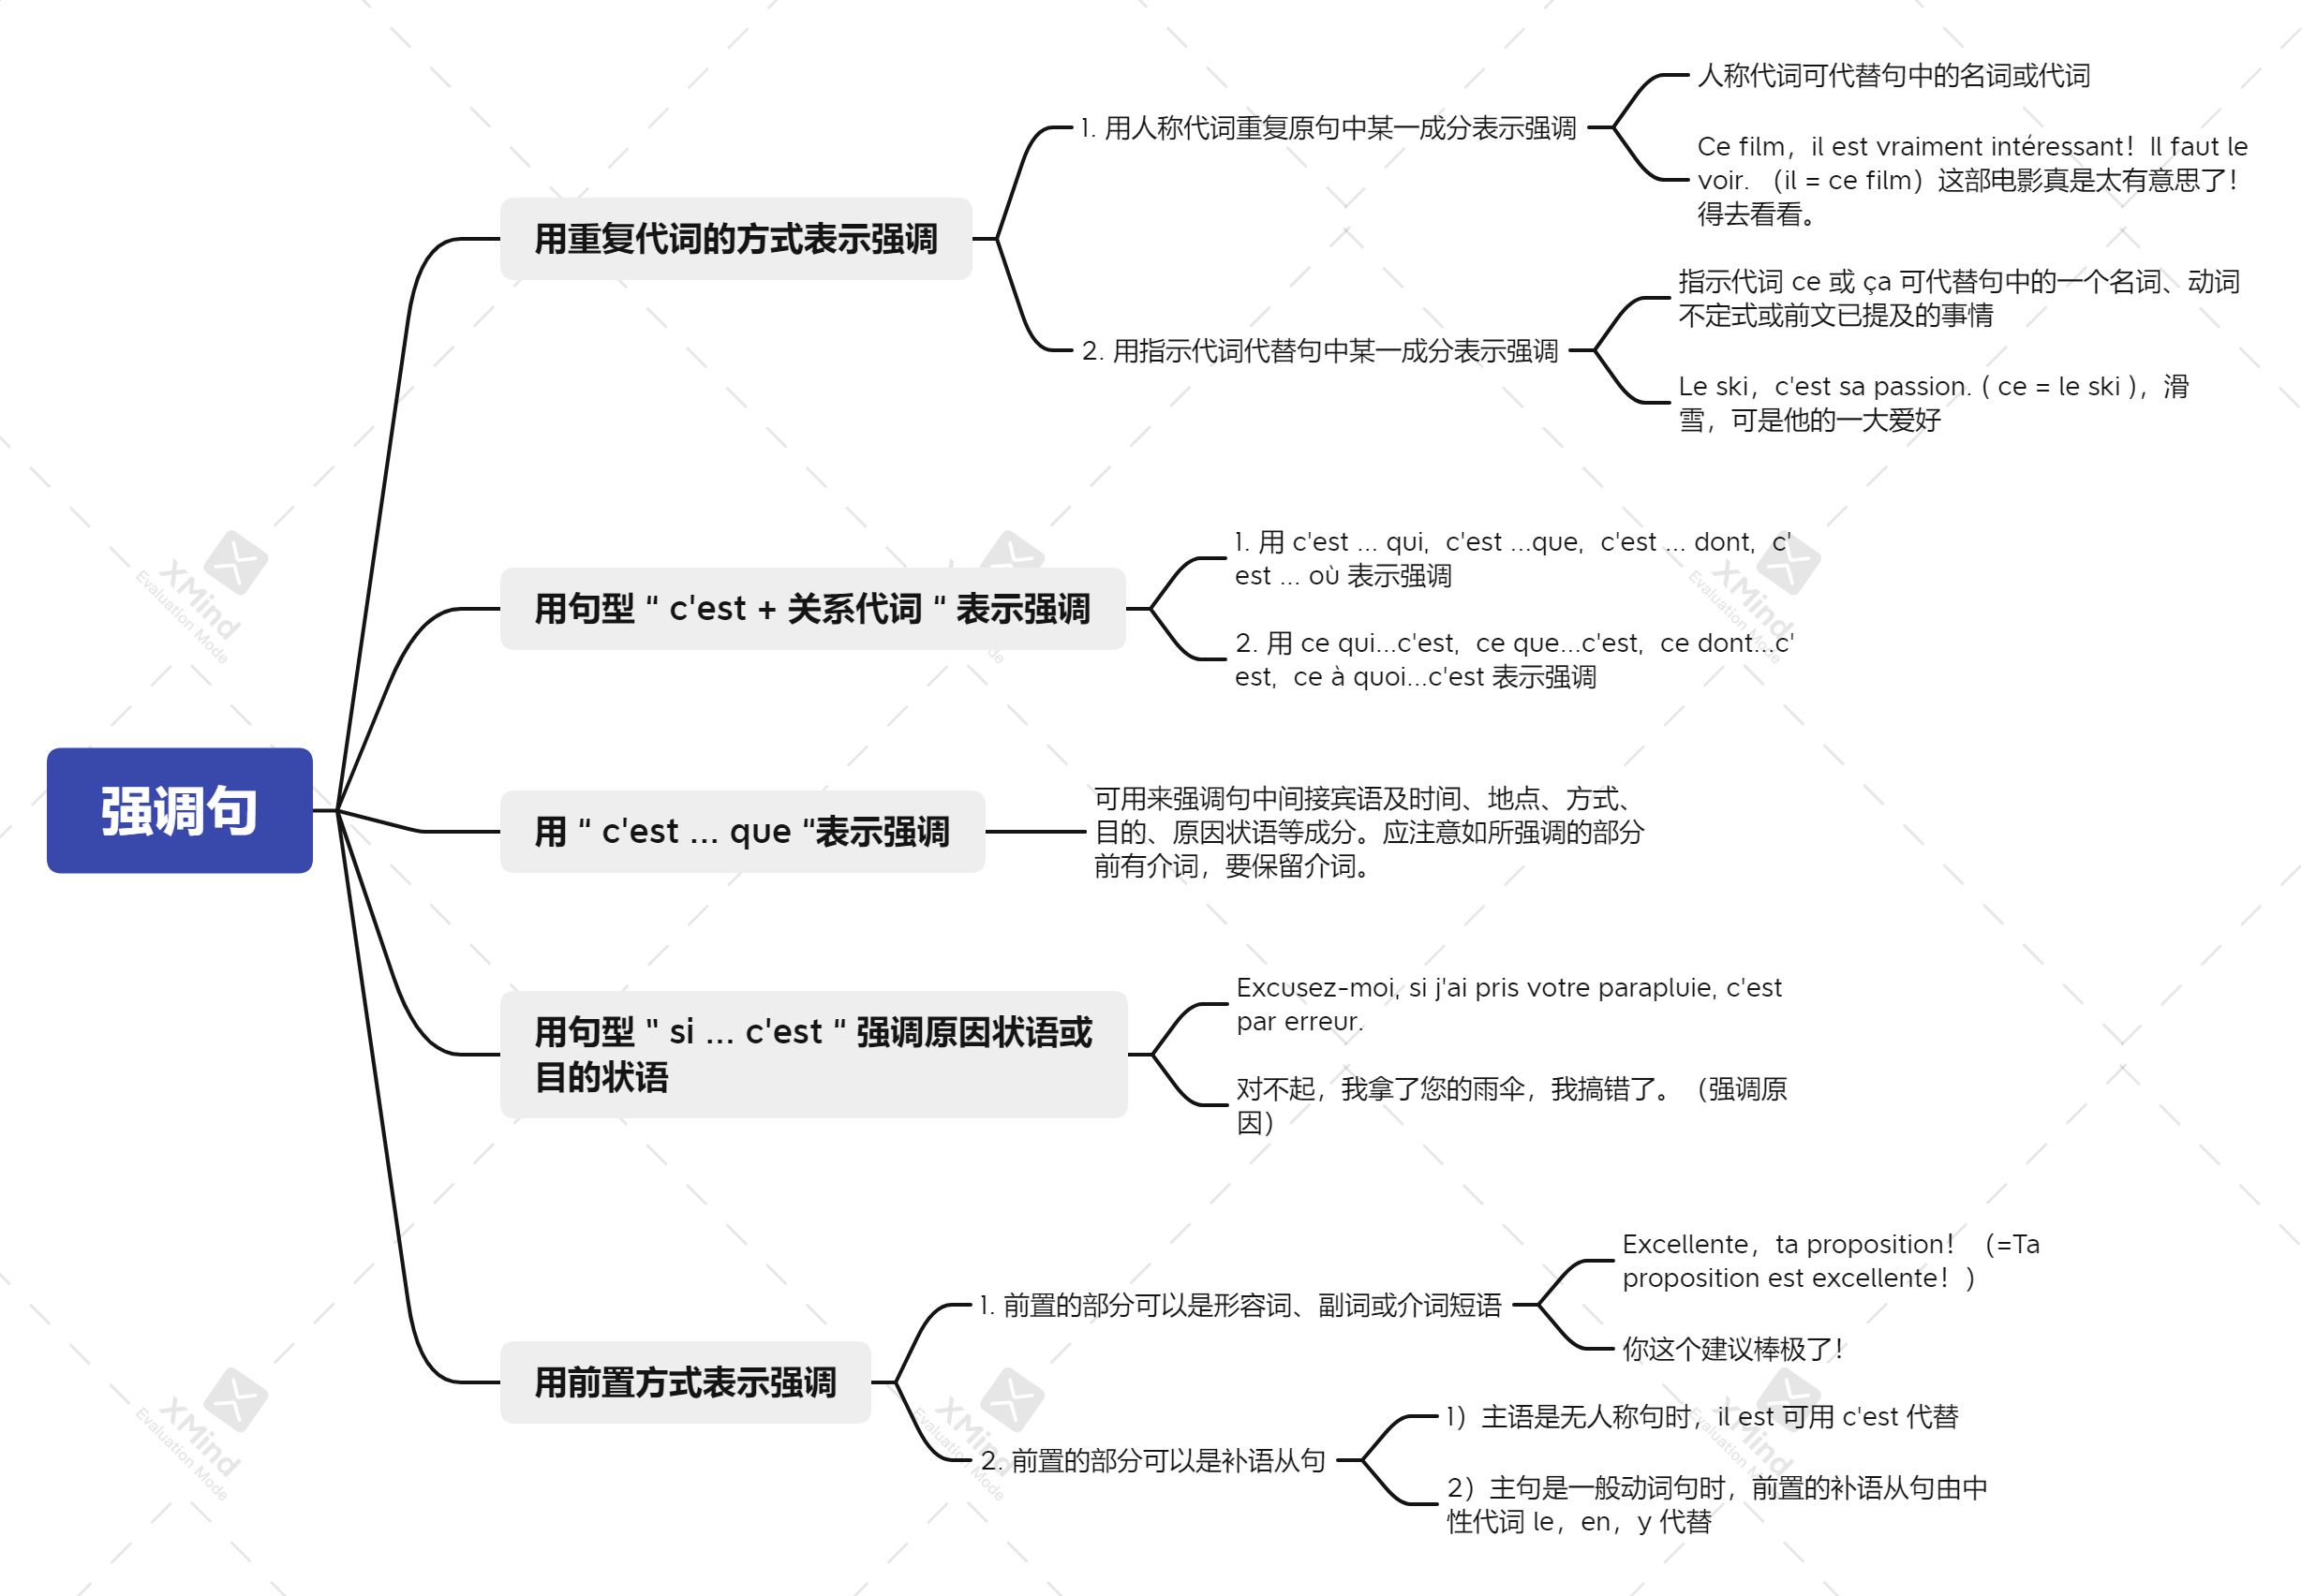 强调句
用重复代词的方式表示强调
1. 用人称代词重复原句中某一成分表示强调
人称代词可代替句中的名词或代词
Ce film，il est vraiment intéressant！Il faut le
voir. （il = ce film）这部电影真是太有意思了！
得去看看。
2. 用指示代词代替句中某一成分表示强调
指示代词 ce 或 ça 可代替句中的一个名词、动词
不定式或前文已提及的事情
Le ski，c'est sa passion. ( ce = le ski )，滑
雪，可是他的一大爱好
用句型 “ c'est + 关系代词 “ 表示强调
1. 用 c'est ... qui,  c'est ...que,  c'est ... dont,  c'
est ... où 表示强调
2. 用 ce qui...c'est,  ce que...c'est,  ce dont...c'
est,  ce à quoi...c'est 表示强调
用 “ c'est ... que “表示强调
可用来强调句中间接宾语及时间、地点、方式、
目的、原因状语等成分。应注意如所强调的部分
前有介词，要保留介词。
用句型 " si ... c'est “ 强调原因状语或
目的状语
Excusez-moi, si j'ai pris votre parapluie, c'est
par erreur.
对不起，我拿了您的雨伞，我搞错了。（强调原
因）
用前置方式表示强调
1. 前置的部分可以是形容词、副词或介词短语
Excellente，ta proposition！（=Ta
proposition est excellente！）
你这个建议棒极了！
2. 前置的部分可以是补语从句
1）主语是无人称句时，il est 可用 c'est 代替
2）主句是一般动词句时，前置的补语从句由中
性代词 le，en，y 代替
XMind
Evaluation Mode
XMind
Evaluation Mode
XMind
Evaluation Mode
XMind
Evaluation Mode
XMind
Evaluation Mode